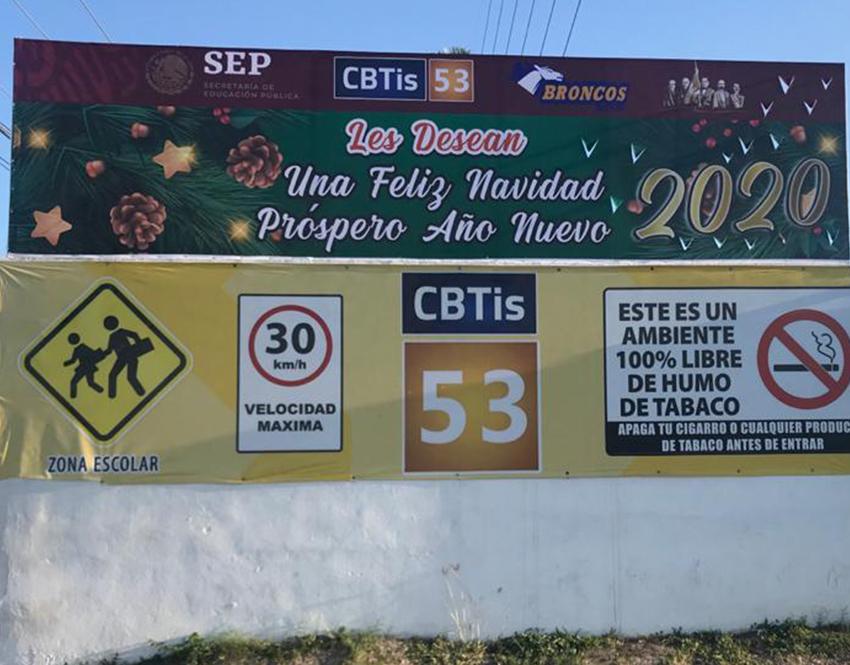 SEP
SECRETARÍA DE
EDUCACIÓN PÚBLICA
CBTis 53
BRONCOS
Les Desean
Una Feliz Navidad
Próspero Año Nuevo
2020
ZONA ESCOLAR
30
km/h
VELOCIDAD
MAXIMA
CBTis
53
ESTE ES UN
AMBIENTE
100% LIBRE
DE HUMO
DE TABACO
APAGA TU CIGARRO O CUALQUIER PRODUC
DE TABACO ANTES DE ENTRAR